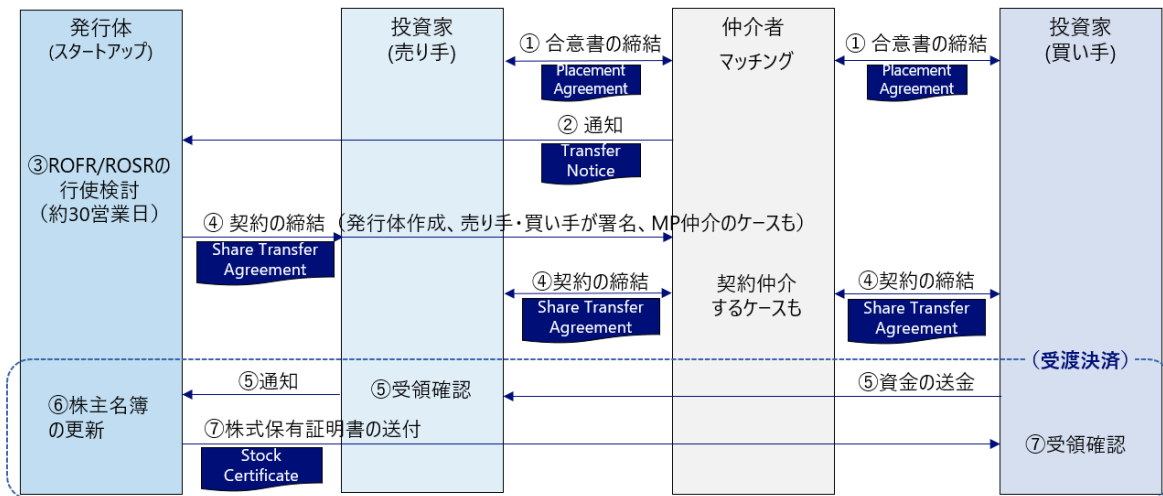 発行体
(スタートアップ)
投資家
(売り手)
仲介者
マッチング
投資家
(買い手)
① 合意書の締結
Placement
Agreement
① 合意書の締結
Placement
Agreement
② 通知
Transfer
Notice
③ROFR/ROSRの
行使検討
（約30営業日）
④ 契約の締結（発行体作成、売り手・買い手が署名、MP仲介のケースも）
Share Transfer
Agreement
④契約の締結
Share Transfer
Agreement
契約仲介
するケースも
④契約の締結
Share Transfer
Agreement
（受渡決済）
⑤通知
⑤受領確認
⑤資金の送金
⑥株主名簿
の更新
⑦株式保有証明書の送付
Stock
Certificate
⑦受領確認